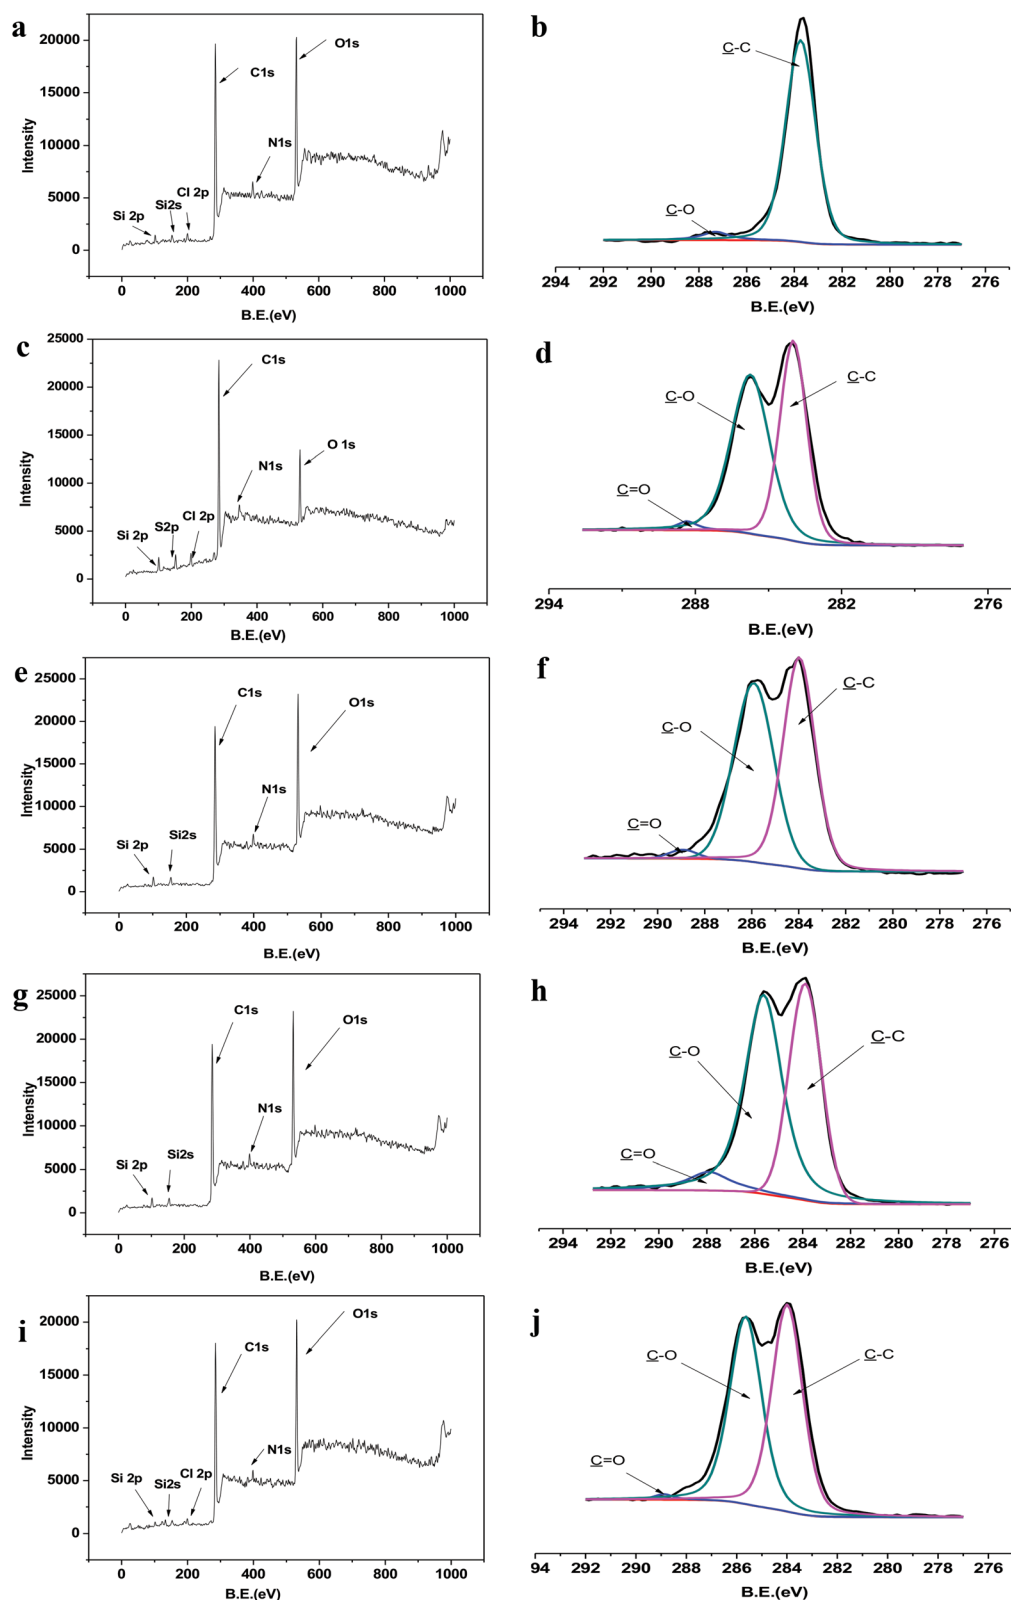 a
20000
15000
10000
5000
0
Intensity
O1s
C1s
N1s
Cl 2p
Si2s
Si 2p
0 200 400 600 800 1000
B.E.(eV)
b
C-C
C-O
294 292 290 288 286 284 282 280 278 276
B.E.(eV)
c
25000
20000
15000
10000
5000
0
Intensity
C1s
O 1s
N1s
Cl 2p
S2p
Si 2p
0 200 400 600 800 1000
B.E.(eV)
d
C-C
C-O
C=O
294 288 282 276
B.E.(eV)
e
25000
20000
15000
10000
5000
0
Intensity
C1s
O1s
N1s
Si2s
Si 2p
0 200 400 600 800 1000
B.E.(eV)
f
C-C
C-O
C=O
294 292 290 288 286 284 282 280 278 276
B.E.(eV)
g
25000
20000
15000
10000
5000
0
Intensity
C1s
O1s
N1s
Si2s
Si 2p
0 200 400 600 800 1000
B.E.(eV)
h
C-C
C-O
C=O
294 292 290 288 286 284 282 280 278 276
B.E.(eV)
i
20000
15000
10000
5000
0
Intensity
O1s
C1s
N1s
Cl 2p
Si2s
Si 2p
0 200 400 600 800 1000
B.E.(eV)
j
C-O
C-C
C=O
94 292 290 288 286 284 282 280 278 276
B.E.(eV)